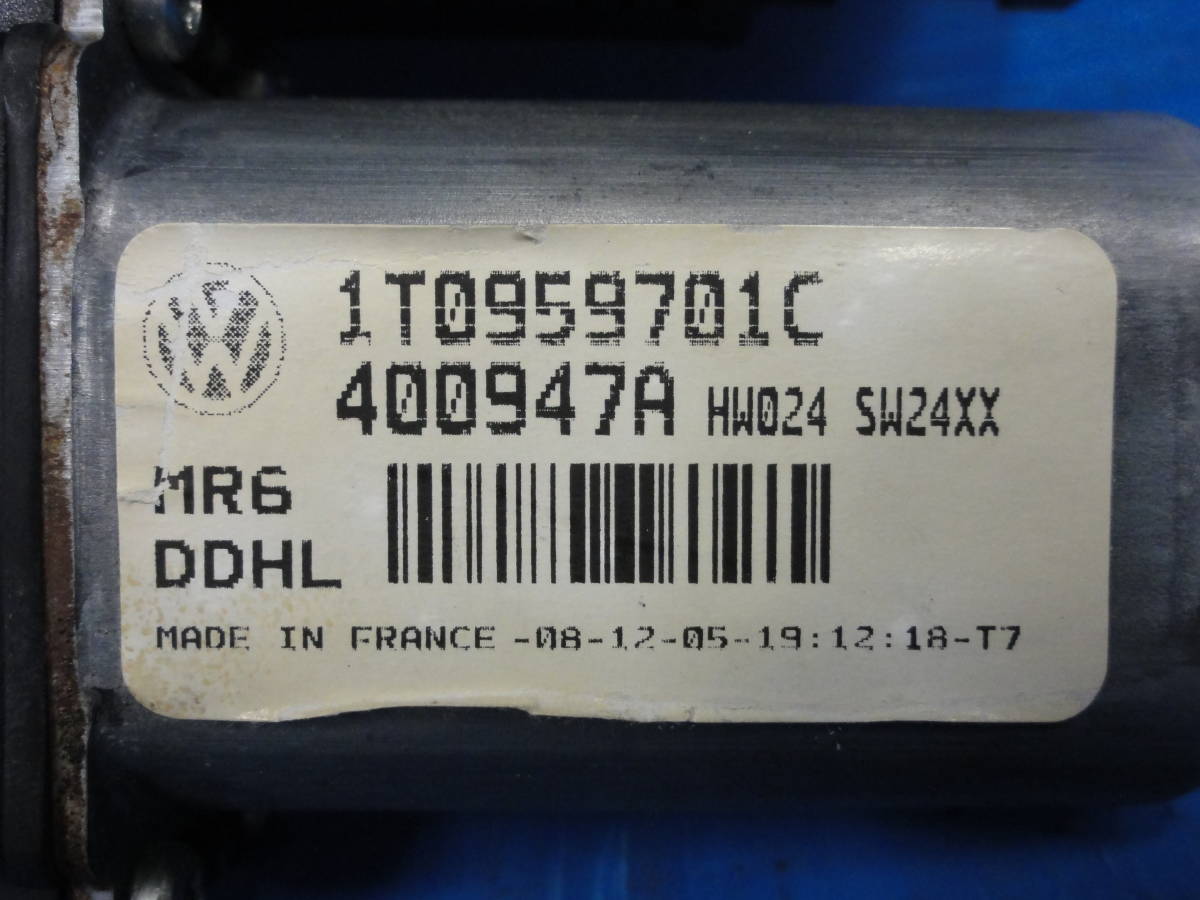 1T0959701C
400947A HW024 SW24XX
MR6
DDHL
MADE IN FRANCE -08-12-05-19:12:18-T7